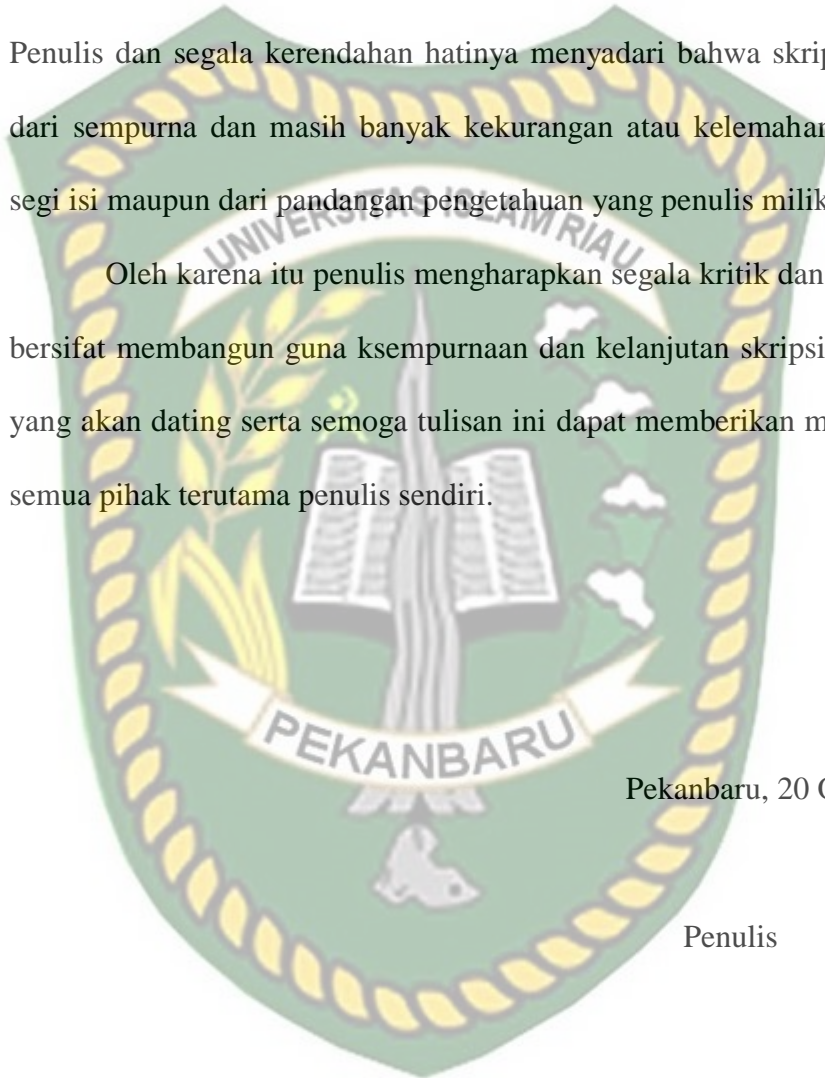 Penulis dan segala kerendahan hatinya menyadari bahwa
dari sempurna dan masih banyak kekurangan atau kelemahan
segi isi maupun dari pandangan pengetahuan yang penulis
UNIVERSITAS ISLAM RIAU
Oleh karena itu penulis mengharapkan segala kritik dan
bersifat membangun guna ksempurnaan dan kelanjutan skripsi
yang akan dating serta semoga tulisan ini dapat memberikan
semua pihak terutama penulis sendiri.
PEKANBARU
Pekanbaru, 20
Penulis